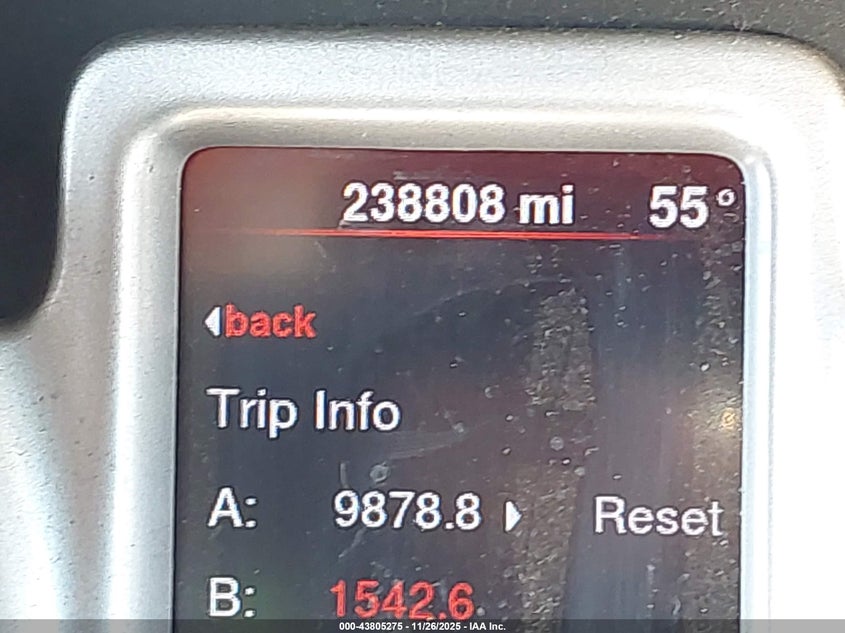 238808 mi 55°
back
Trip Info
A: 9878.8 Reset
B: 1542.6
000-43805275 - 11/26/2025 - IAA Inc.